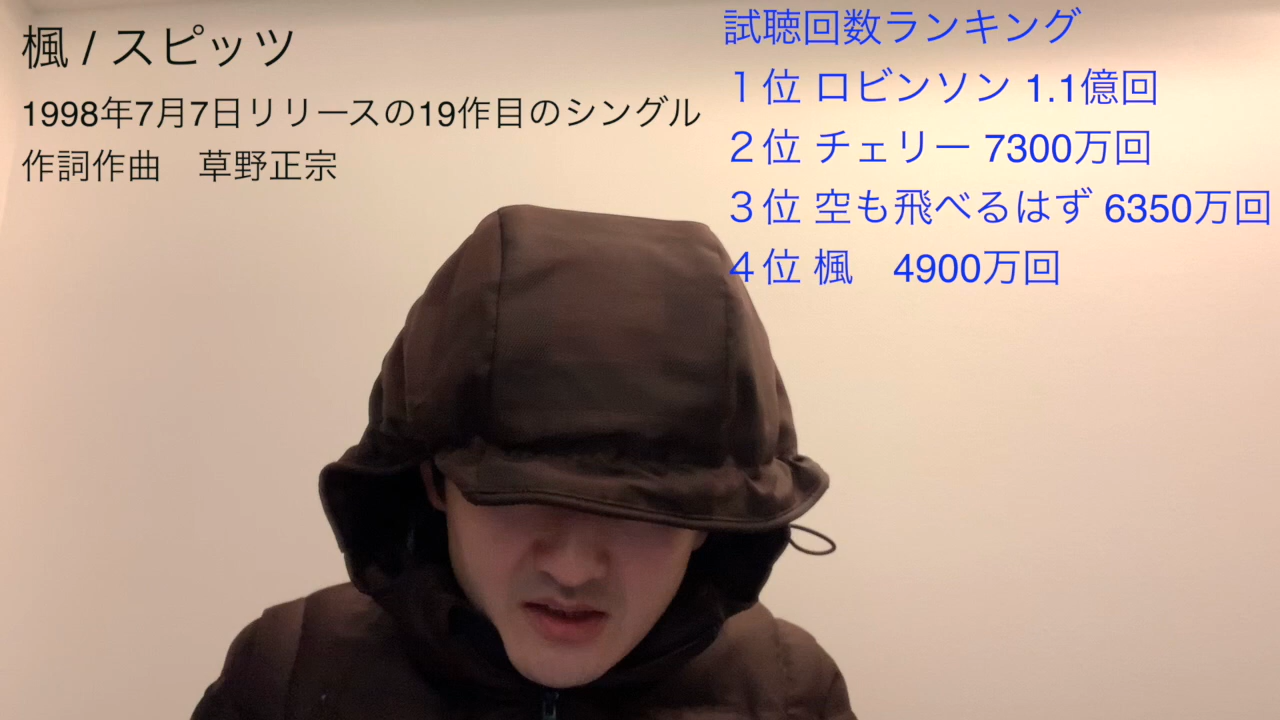 楓 / スピッツ
1998年7月7日リリースの19作目のシングル
作詞作曕　草野正宗
試聴回数ランキング
１位 ロビンソン 1.1億回
２位 チェリー 7300万回
３位 空も飛べるはず 6350万回
４位 楓　4900万回